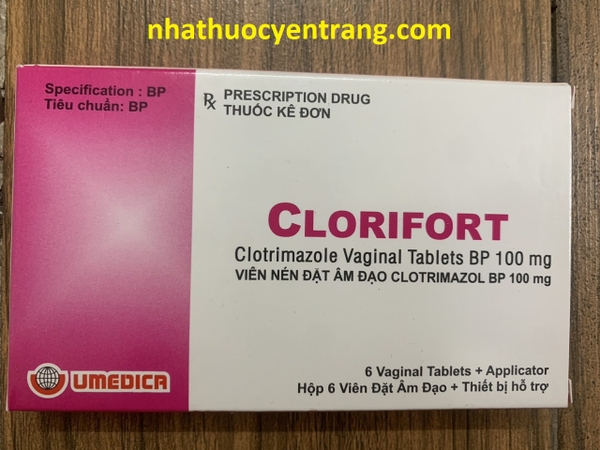 nhathuocyentrang.com
Specification : BP
Tiêu chuẩn: BP
Rx PRESCRIPTION DRUG
THUỐC KÊ ĐƠN
CLORIFORT
Clotrimazole Vaginal Tablets BP 100 mg
VIÊN NÉN ĐẶT ÂM ĐẠO CLOTRIMAZOL BP 100 mg
6 Vaginal Tablets + Applicator
Hộp 6 Viên Đặt Âm Đạo + Thiết bị hỗ trợ
UMEDICA